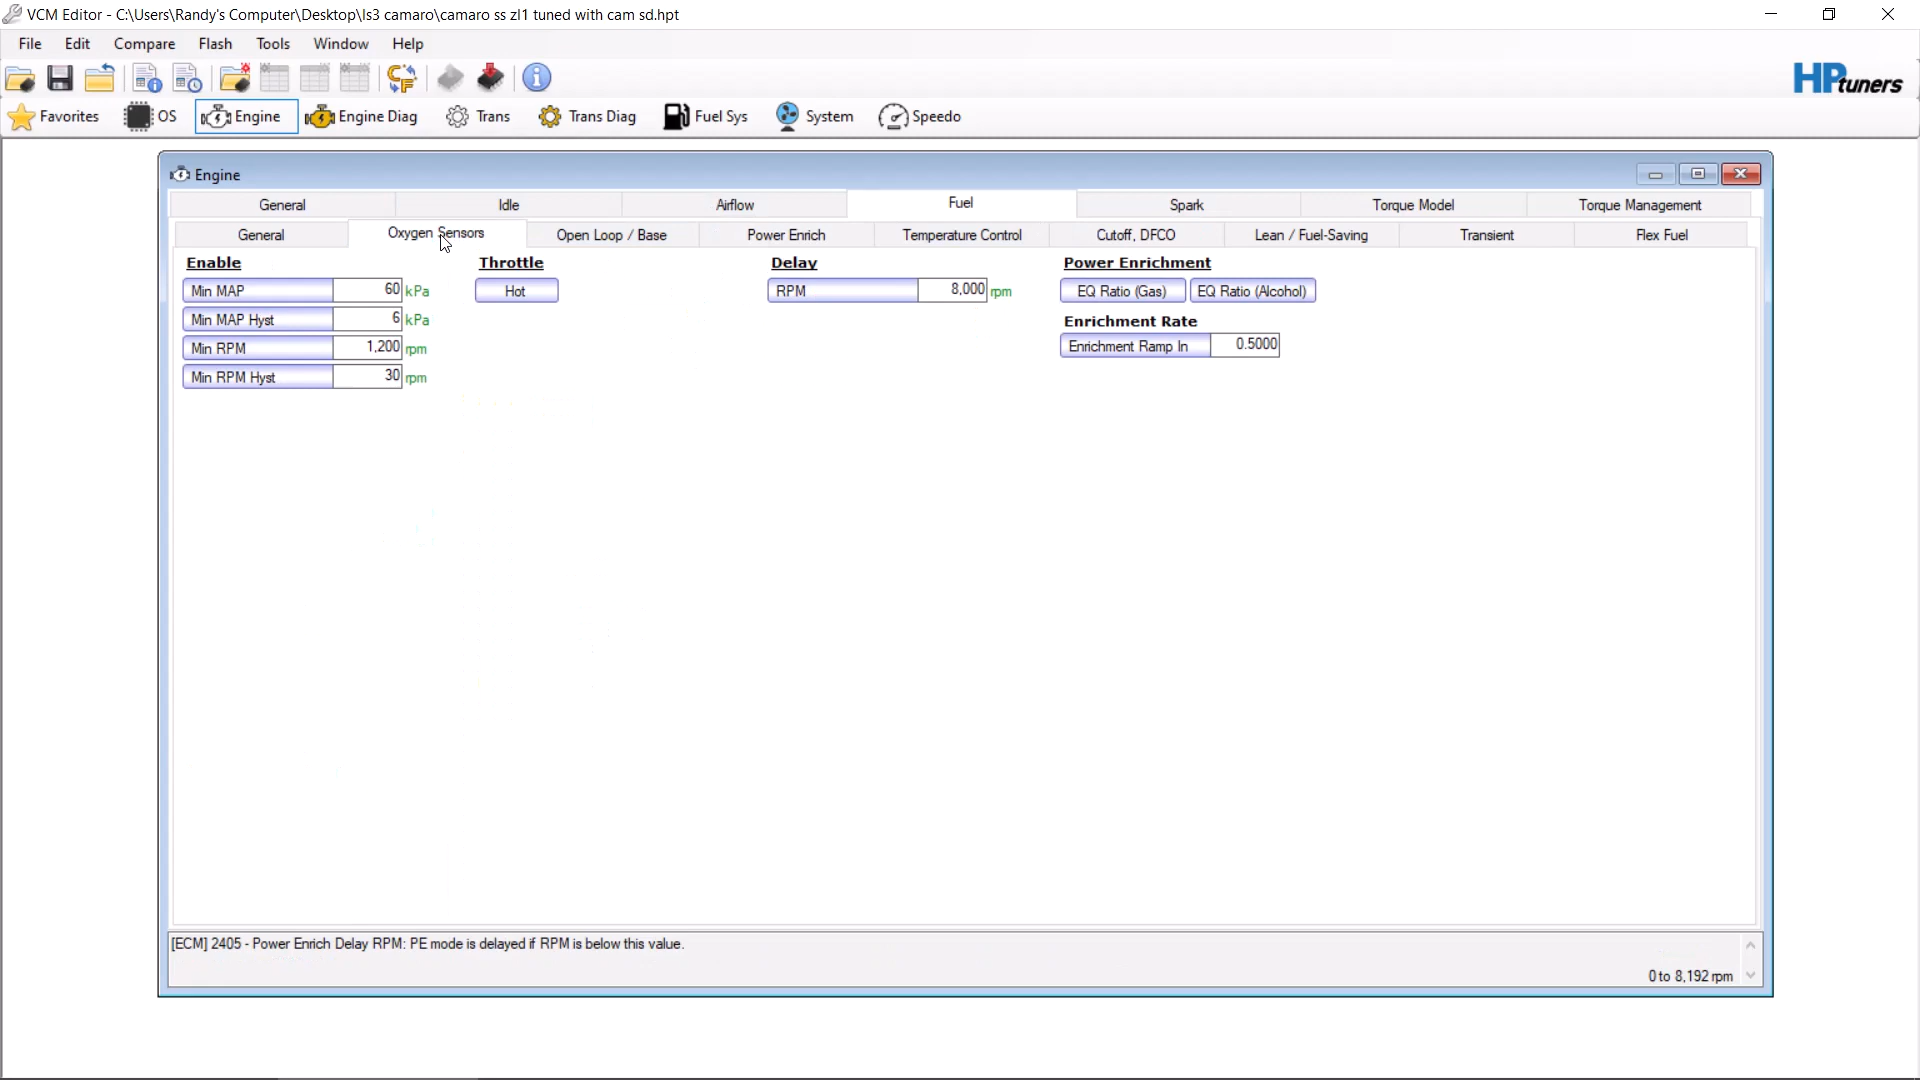 VCM Editor - C:\Users\Randy's Computer\Desktop\ls3 camaro\camaro ss zl1 tuned with cam sd.hpt
File Edit Compare Flash Tools Window Help
HPtuners
Favorites OS Engine Engine Diag Trans Trans Diag Fuel Sys System Speedo
Engine
General Idle Airflow Fuel Spark Torque Model Torque Management
General Oxygen Sensors Open Loop / Base Power Enrich Temperature Control Cutoff, DFCO Lean / Fuel-Saving Transient Flex Fuel
Enable Throttle Delay Power Enrichment
Min MAP 60 kPa Hot RPM 8,000 rpm EQ Ratio (Gas) EQ Ratio (Alcohol)
Min MAP Hyst 6 kPa Enrichment Rate
Min RPM 1,200 rpm Enrichment Ramp In 0.5000
Min RPM Hyst 30 rpm
[ECM] 2405 - Power Enrich Delay RPM: PE mode is delayed if RPM is below this value.
0 to 8,192 rpm